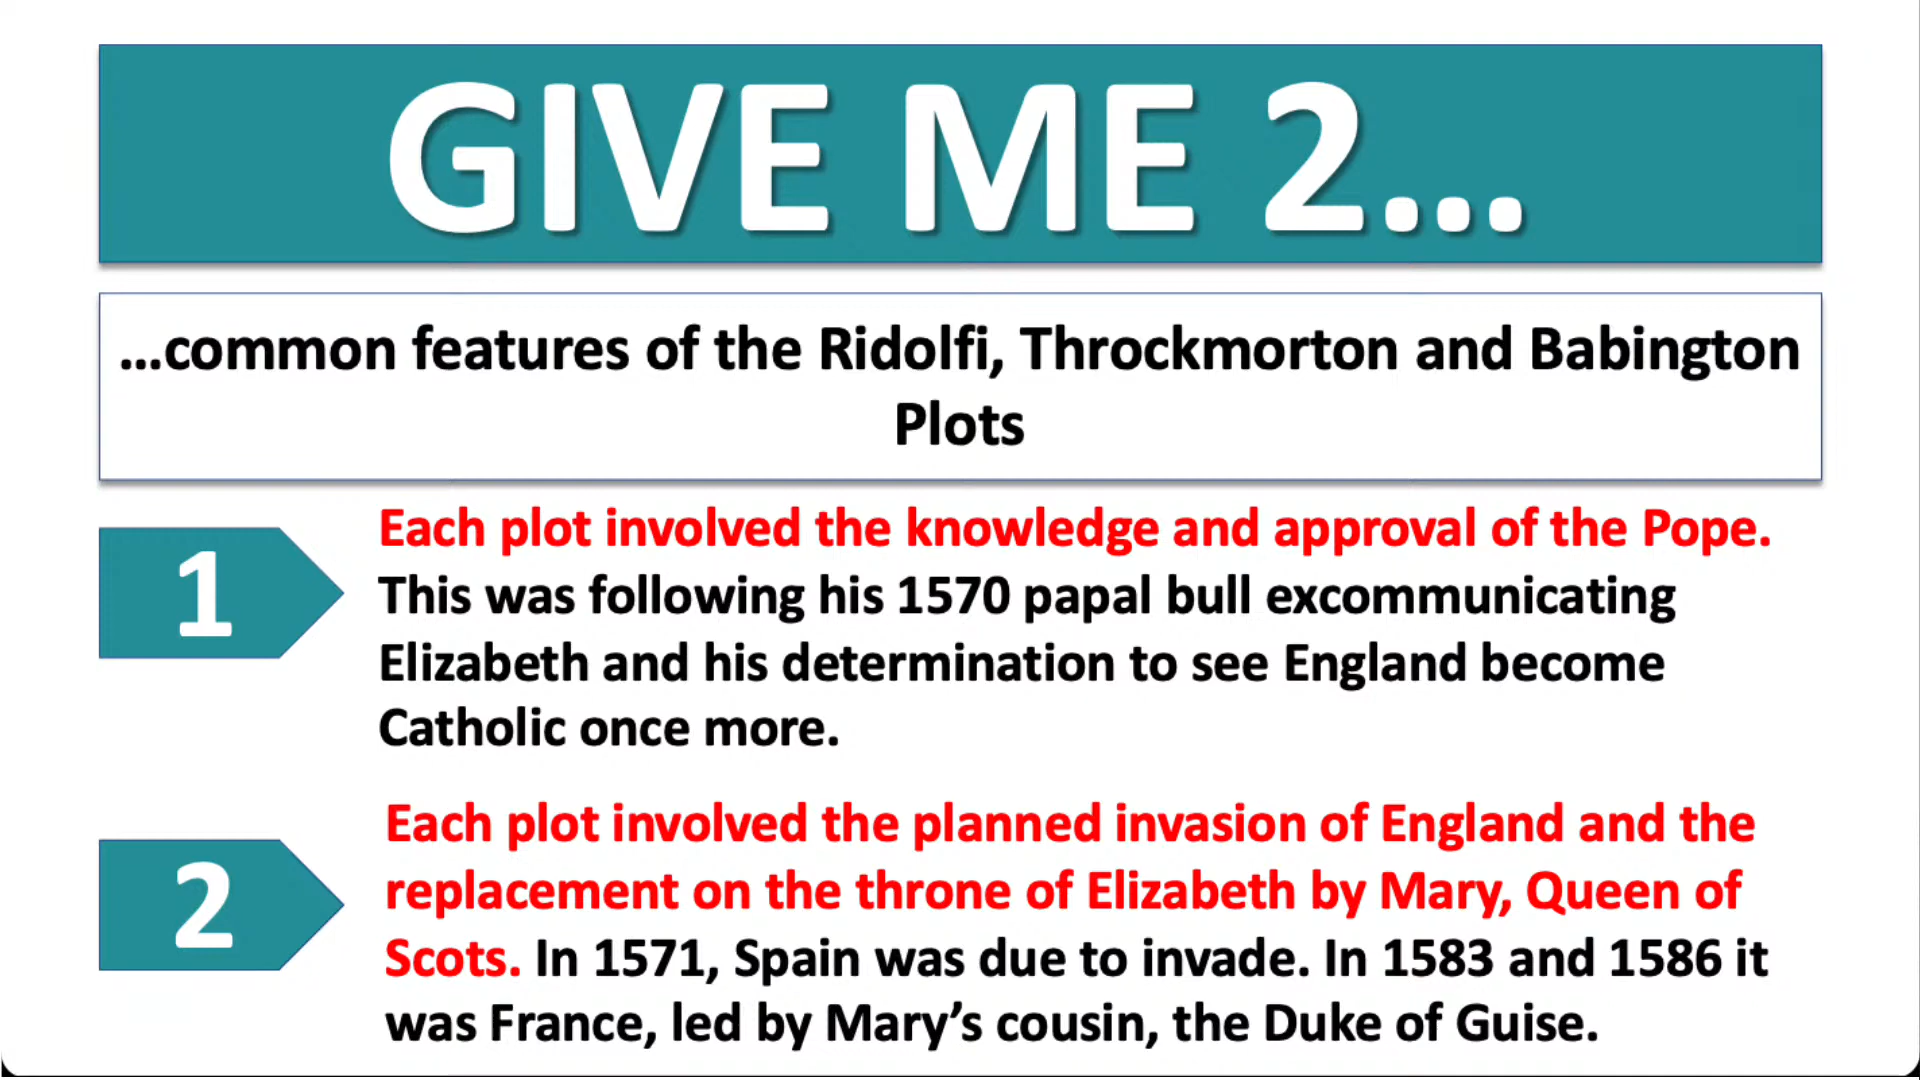 GIVE ME 2...
...common features of the Ridolfi, Throckmorton and Babington
Plots
1
Each plot involved the knowledge and approval of the Pope.
This was following his 1570 papal bull excommunicating
Elizabeth and his determination to see England become
Catholic once more.
2
Each plot involved the planned invasion of England and the
replacement on the throne of Elizabeth by Mary, Queen of
Scots. In 1571, Spain was due to invade. In 1583 and 1586 it
was France, led by Mary’s cousin, the Duke of Guise.